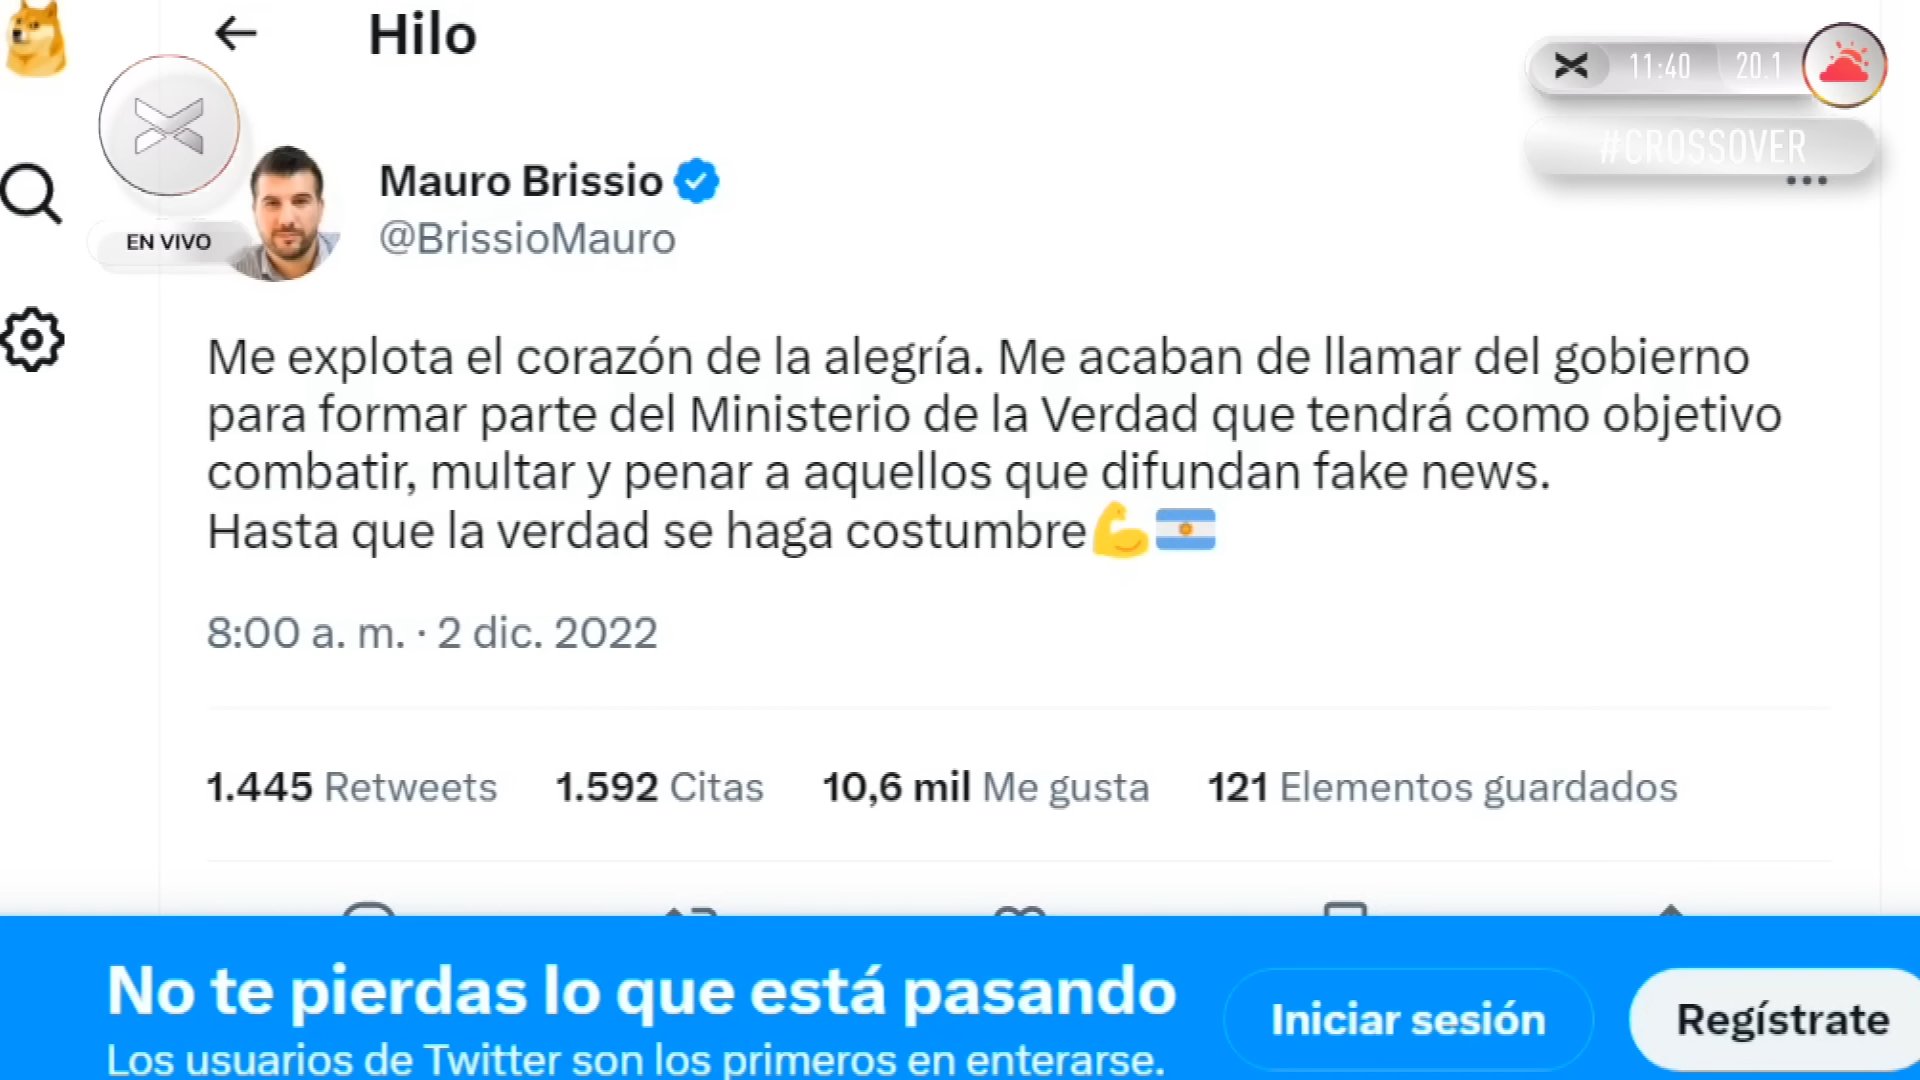 Hilo
11:40 20.1
#CROSSOVER
Mauro Brissio
@BrissioMauro
EN VIVO
Me explota el corazón de la alegría. Me acaban de llamar del gobierno
para formar parte del Ministerio de la Verdad que tendrá como objetivo
combatir, multar y penar a aquellos que difundan fake news.
Hasta que la verdad se haga costumbre💪🇦🇷
8:00 a. m. · 2 dic. 2022
1.445 Retweets 1.592 Citas 10,6 mil Me gusta 121 Elementos guardados
No te pierdas lo que está pasando
Los usuarios de Twitter son los primeros en enterarse.
Iniciar sesión
Regístrate